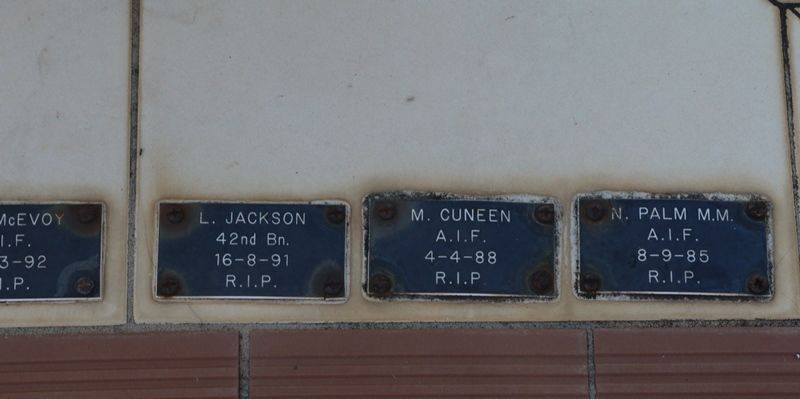 McEVOY
I.F.
3-92
I.P.
L. JACKSON
42nd Bn.
16-8-91
R.I.P.
M. CUNEEN
A.I.F.
4-4-88
R.I.P
N. PALM M.M.
A.I.F.
8-9-85
R.I.P.